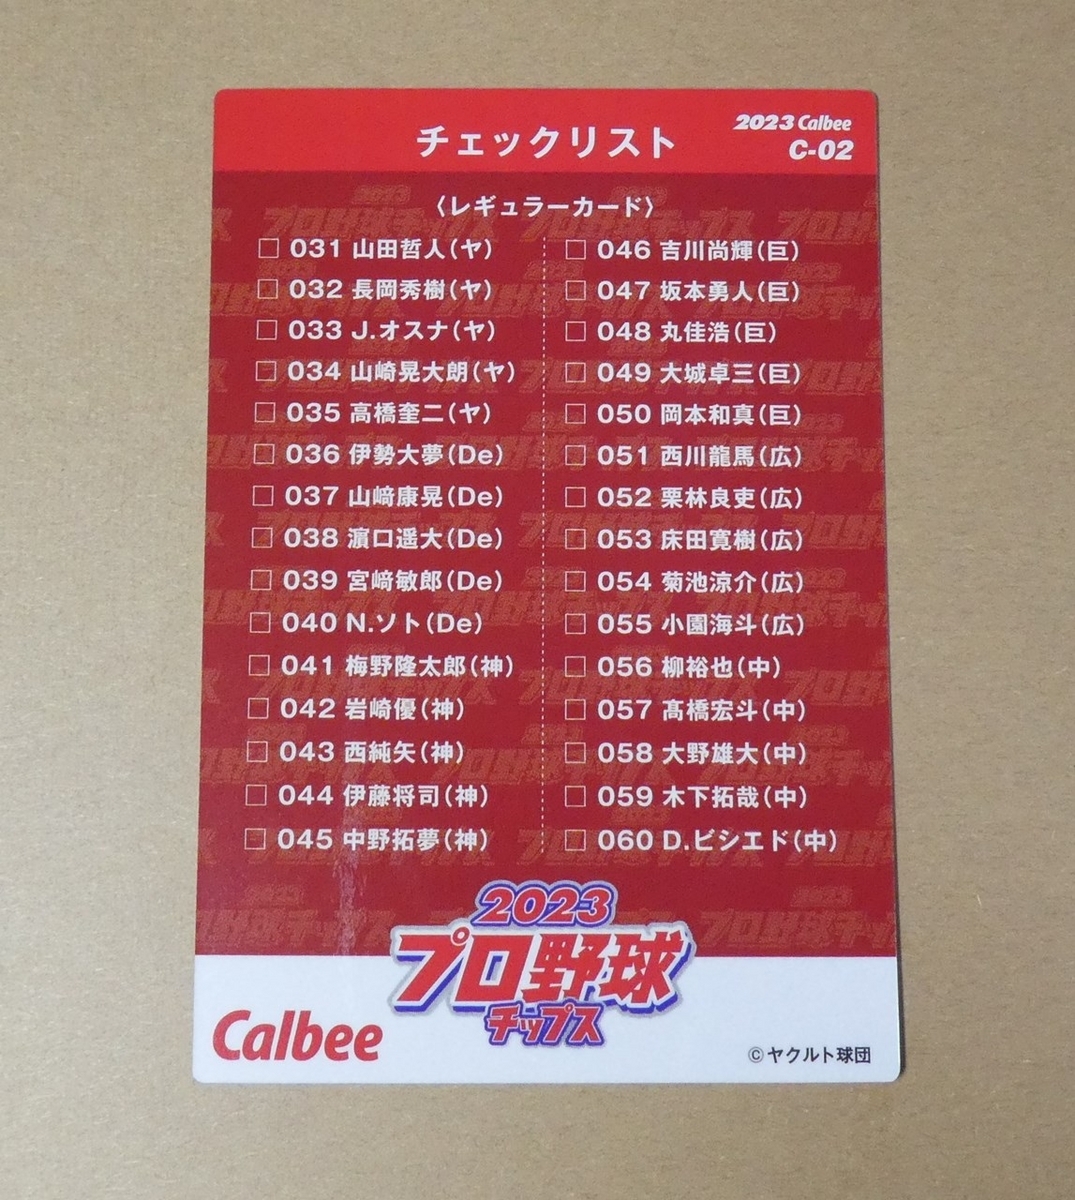 チェックリスト
2023 Calbee
C-02
〈レギュラーカード〉
□ 031 山田哲人(ヤ)
□ 032 長岡秀樹(ヤ)
□ 033 J.オスナ(ヤ)
□ 034 山崎晃大朗(ヤ)
□ 035 高橋奎二(ヤ)
□ 036 伊勢大夢(De)
□ 037 山﨑康晃(De)
□ 038 濵口遥大(De)
□ 039 宮﨑敏郎(De)
□ 040 N.ソト(De)
□ 041 梅野隆太郎(神)
□ 042 岩崎優(神)
□ 043 西純矢(神)
□ 044 伊藤将司(神)
□ 045 中野拓夢(神)
□ 046 吉川尚輝(巨)
□ 047 坂本勇人(巨)
□ 048 丸佳浩(巨)
□ 049 大城卓三(巨)
□ 050 岡本和真(巨)
□ 051 西川龍馬(広)
□ 052 栗林良吏(広)
□ 053 床田寛樹(広)
□ 054 菊池涼介(広)
□ 055 小園海斗(広)
□ 056 柳裕也(中)
□ 057 髙橋宏斗(中)
□ 058 大野雄大(中)
□ 059 木下拓哉(中)
□ 060 D.ビシエド(中)
2023
プロ野球
チップス
Calbee
©ヤクルト球団